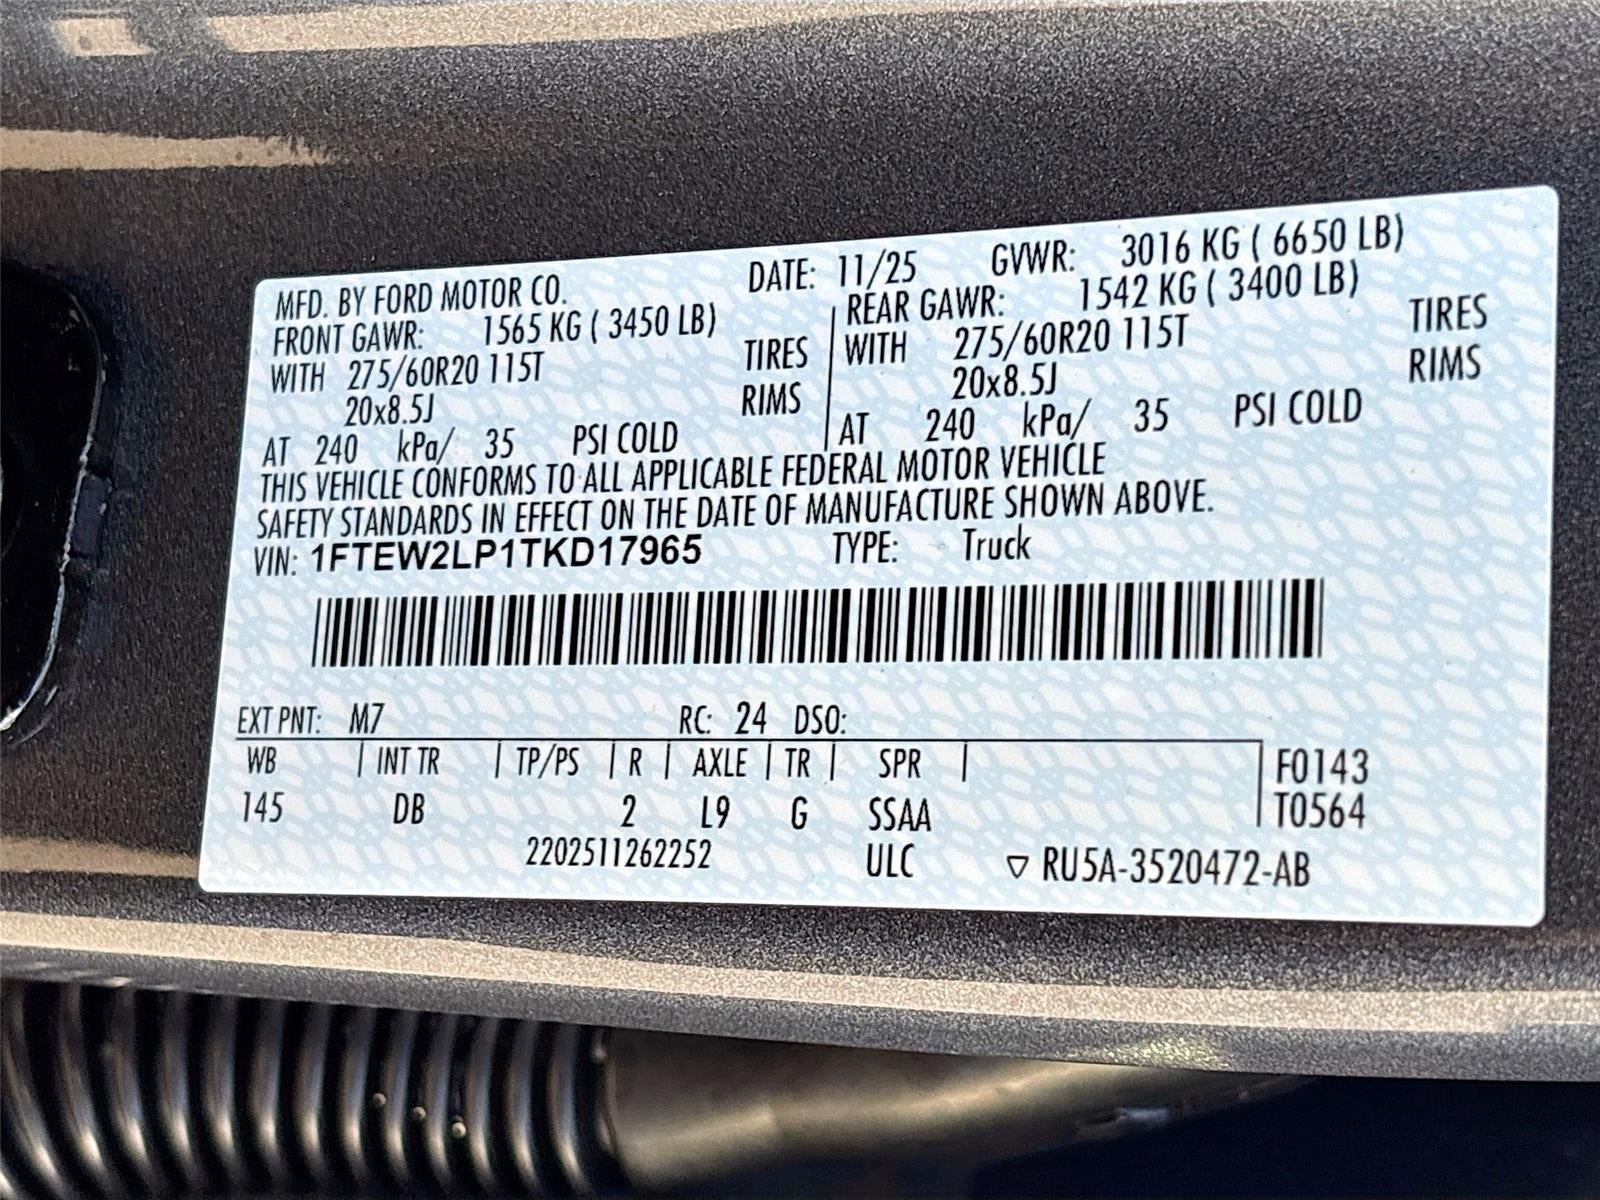 MFD. BY FORD MOTOR CO. DATE: 11/25 GVWR: 3016 KG ( 6650 LB)
FRONT GAWR: 1565 KG ( 3450 LB) REAR GAWR: 1542 KG ( 3400 LB)
WITH 275/60R20 115T TIRES WITH 275/60R20 115T TIRES
20x8.5J RIMS 20x8.5J RIMS
AT 240 kPa/ 35 PSI COLD AT 240 kPa/ 35 PSI COLD
THIS VEHICLE CONFORMS TO ALL APPLICABLE FEDERAL MOTOR VEHICLE
SAFETY STANDARDS IN EFFECT ON THE DATE OF MANUFACTURE SHOWN ABOVE.
VIN: 1FTEW2LP1TKD17965 TYPE: Truck
EXT PNT: M7 RC: 24 DSO:
WB | INT TR | TP/PS | R | AXLE | TR | SPR | F0143
145 DB 2 L9 G SSAA T0564
2202511262252 ULC ▽ RU5A-3520472-AB